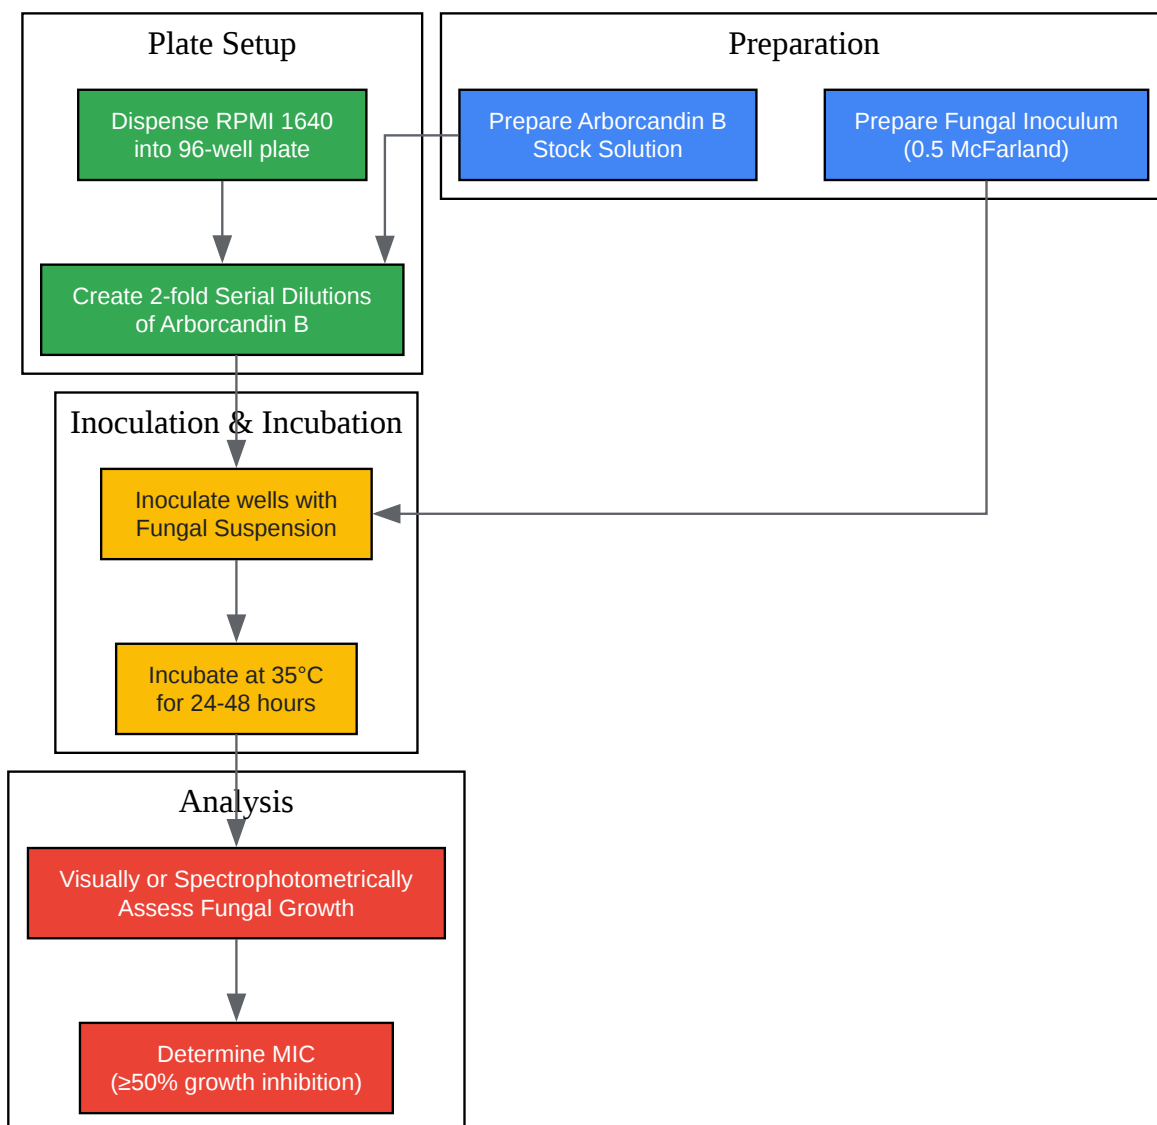 Plate Setup
Dispense RPMI 1640
into 96-well plate
Create 2-fold Serial Dilutions
of Arborcandin B
Preparation
Prepare Arborcandin B
Stock Solution
Prepare Fungal Inoculum
(0.5 McFarland)
Inoculation & Incubation
Inoculate wells with
Fungal Suspension
Incubate at 35°C
for 24-48 hours
Analysis
Visually or Spectrophotometrically
Assess Fungal Growth
Determine MIC
(≥50% growth inhibition)